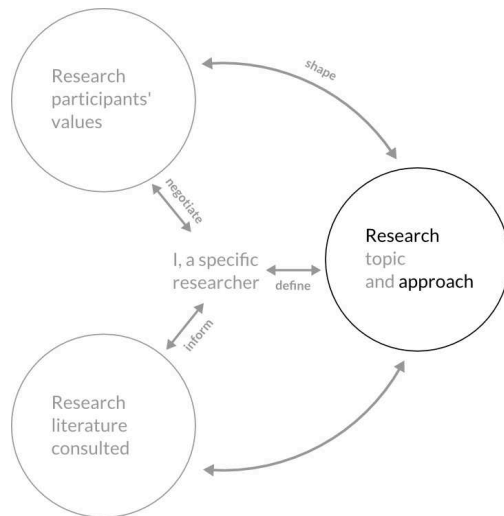 shape
Research
participants'
values
negotiate
Research
topic
and approach
I, a specific
researcher
define
inform
Research
literature
consulted